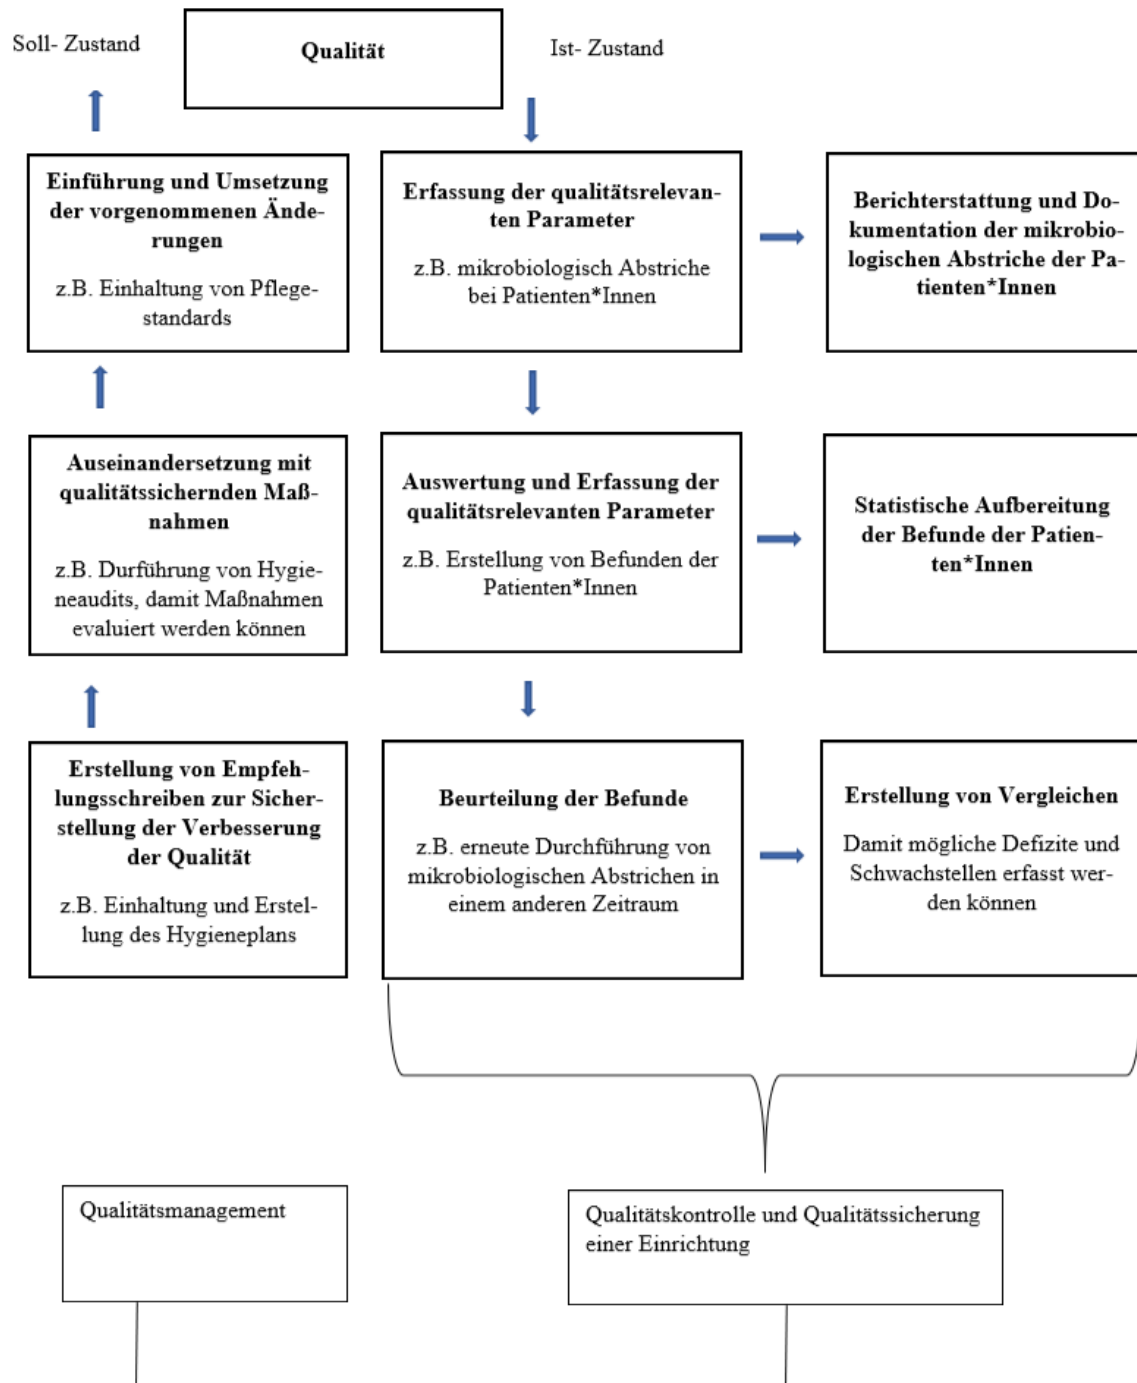 Soll- Zustand
Qualität
Ist- Zustand
Einführung und Umsetzung
der vorgenommenen Ände-
rungen
z.B. Einhaltung von Pflege-
standards
Erfassung der qualitätsrelevan-
ten Parameter
z.B. mikrobiologisch Abstriche
bei Patienten*Innen
Berichterstattung und Do-
kumentation der mikrobio-
logischen Abstriche der Pa-
tienten*Innen
Auseinandersetzung mit
qualitätssichernden Maß-
nahmen
z.B. Durführung von Hygie-
neaudits, damit Maßnahmen
evaluiert werden können
Auswertung und Erfassung der
qualitätsrelevanten Parameter
z.B. Erstellung von Befunden der
Patienten*Innen
Statistische Aufbereitung
der Befunde der Patien-
ten*Innen
Erstellung von Empfeh-
lungsschreiben zur Sicher-
stellung der Verbesserung
der Qualität
z.B. Einhaltung und Erstel-
lung des Hygieneplans
Beurteilung der Befunde
z.B. erneute Durchführung von
mikrobiologischen Abstrichen in
einem anderen Zeitraum
Erstellung von Vergleichen
Damit mögliche Defizite und
Schwachstellen erfasst wer-
den können
Qualitätsmanagement
Qualitätskontrolle und Qualitätssicherung
einer Einrichtung